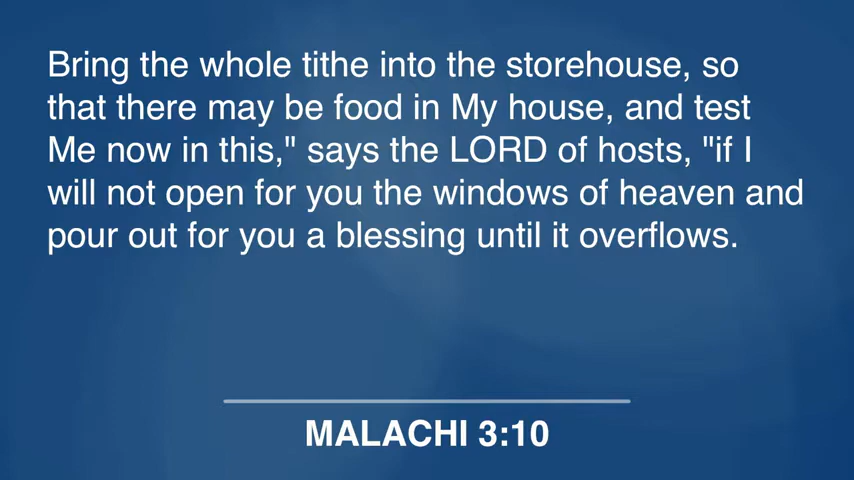 Bring the whole tithe into the storehouse, so
that there may be food in My house, and test
Me now in this," says the LORD of hosts, "if I
will not open for you the windows of heaven and
pour out for you a blessing until it overflows.
MALACHI 3:10